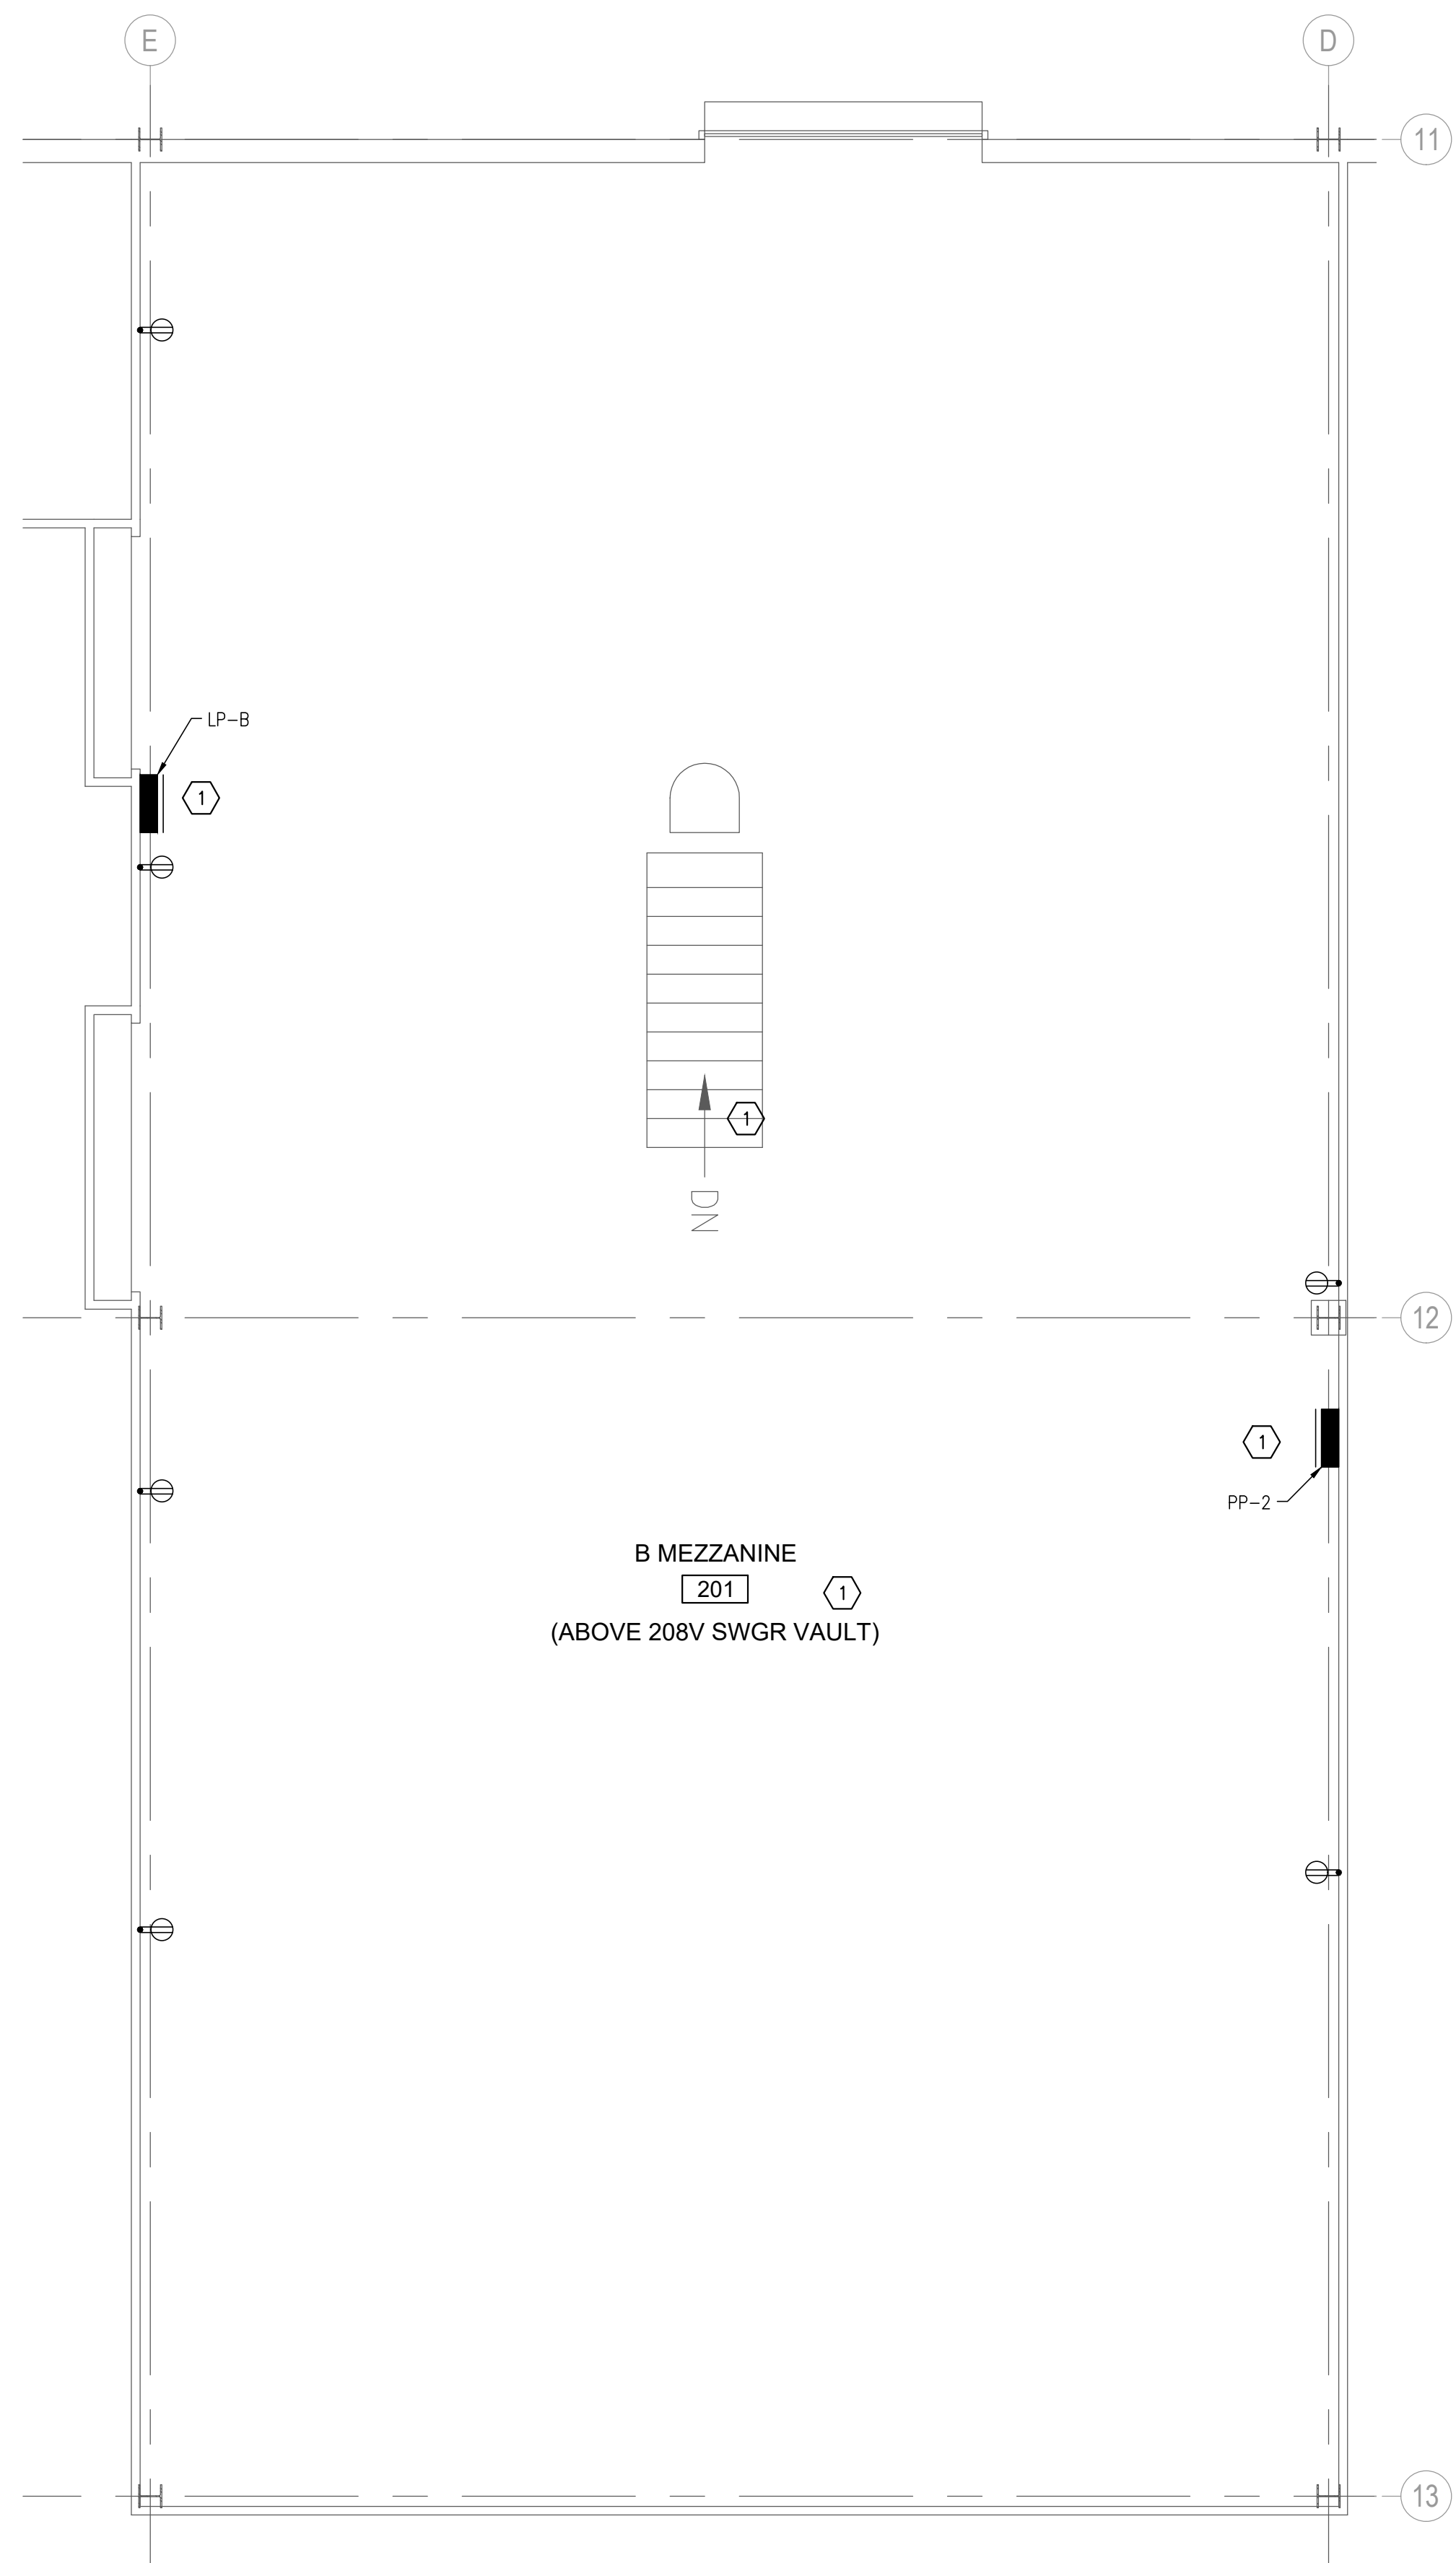 E
D
11
LP-B
1
1
DN
12
1
PP-2
B MEZZANINE
201
1
(ABOVE 208V SWGR VAULT)
13